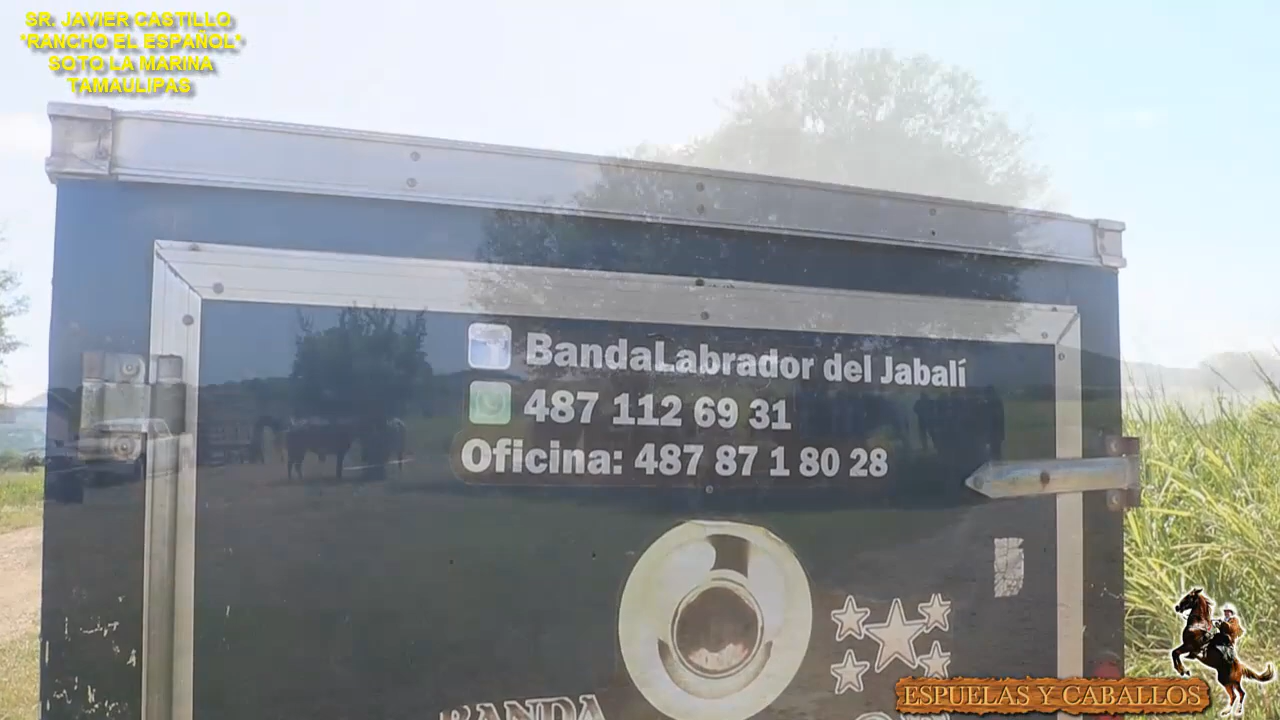 SR. JAVIER CASTILLO
"RANCHO EL ESPAÑOL"
SOTO LA MARINA
TAMAULIPAS
BandaLabrador del Jabalí
487 112 69 31
Oficina: 487 87 1 80 28
BANDA
ESPUELAS Y CABALLOS